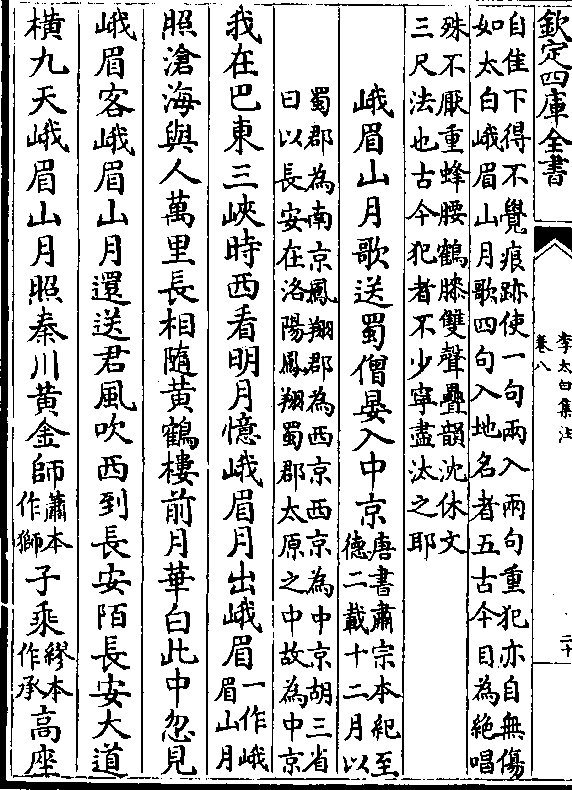 欽定四庫全書
李太白集注
卷八
二十
自佳下得不覺痕跡使一句兩入兩句重犯亦自無傷
如太白峨眉山月歌四句入地名者五古今目為絶唱
殊不厭重蜂腰鶴膝雙聲疊韻沈休文
三尺法也古今犯者不少寧盡汰之耶
峨眉山月歌送蜀僧晏入中京唐書肅宗本紀至德二載十二月以
蜀郡為南京鳳翔郡為西京西京為中京胡三省
曰以長安在洛陽鳳翔蜀郡太原之中故為中京
我在巴東三峽時西看明月憶峨眉月出峨眉一作峨眉山月
照滄海與人萬里長相隨黃鶴樓前月華白此中忽見
峨眉客峨眉山月還送君風吹西到長安陌長安大道
橫九天峨眉山月照秦川黃金師蕭本作獅子乘繆本作承高座